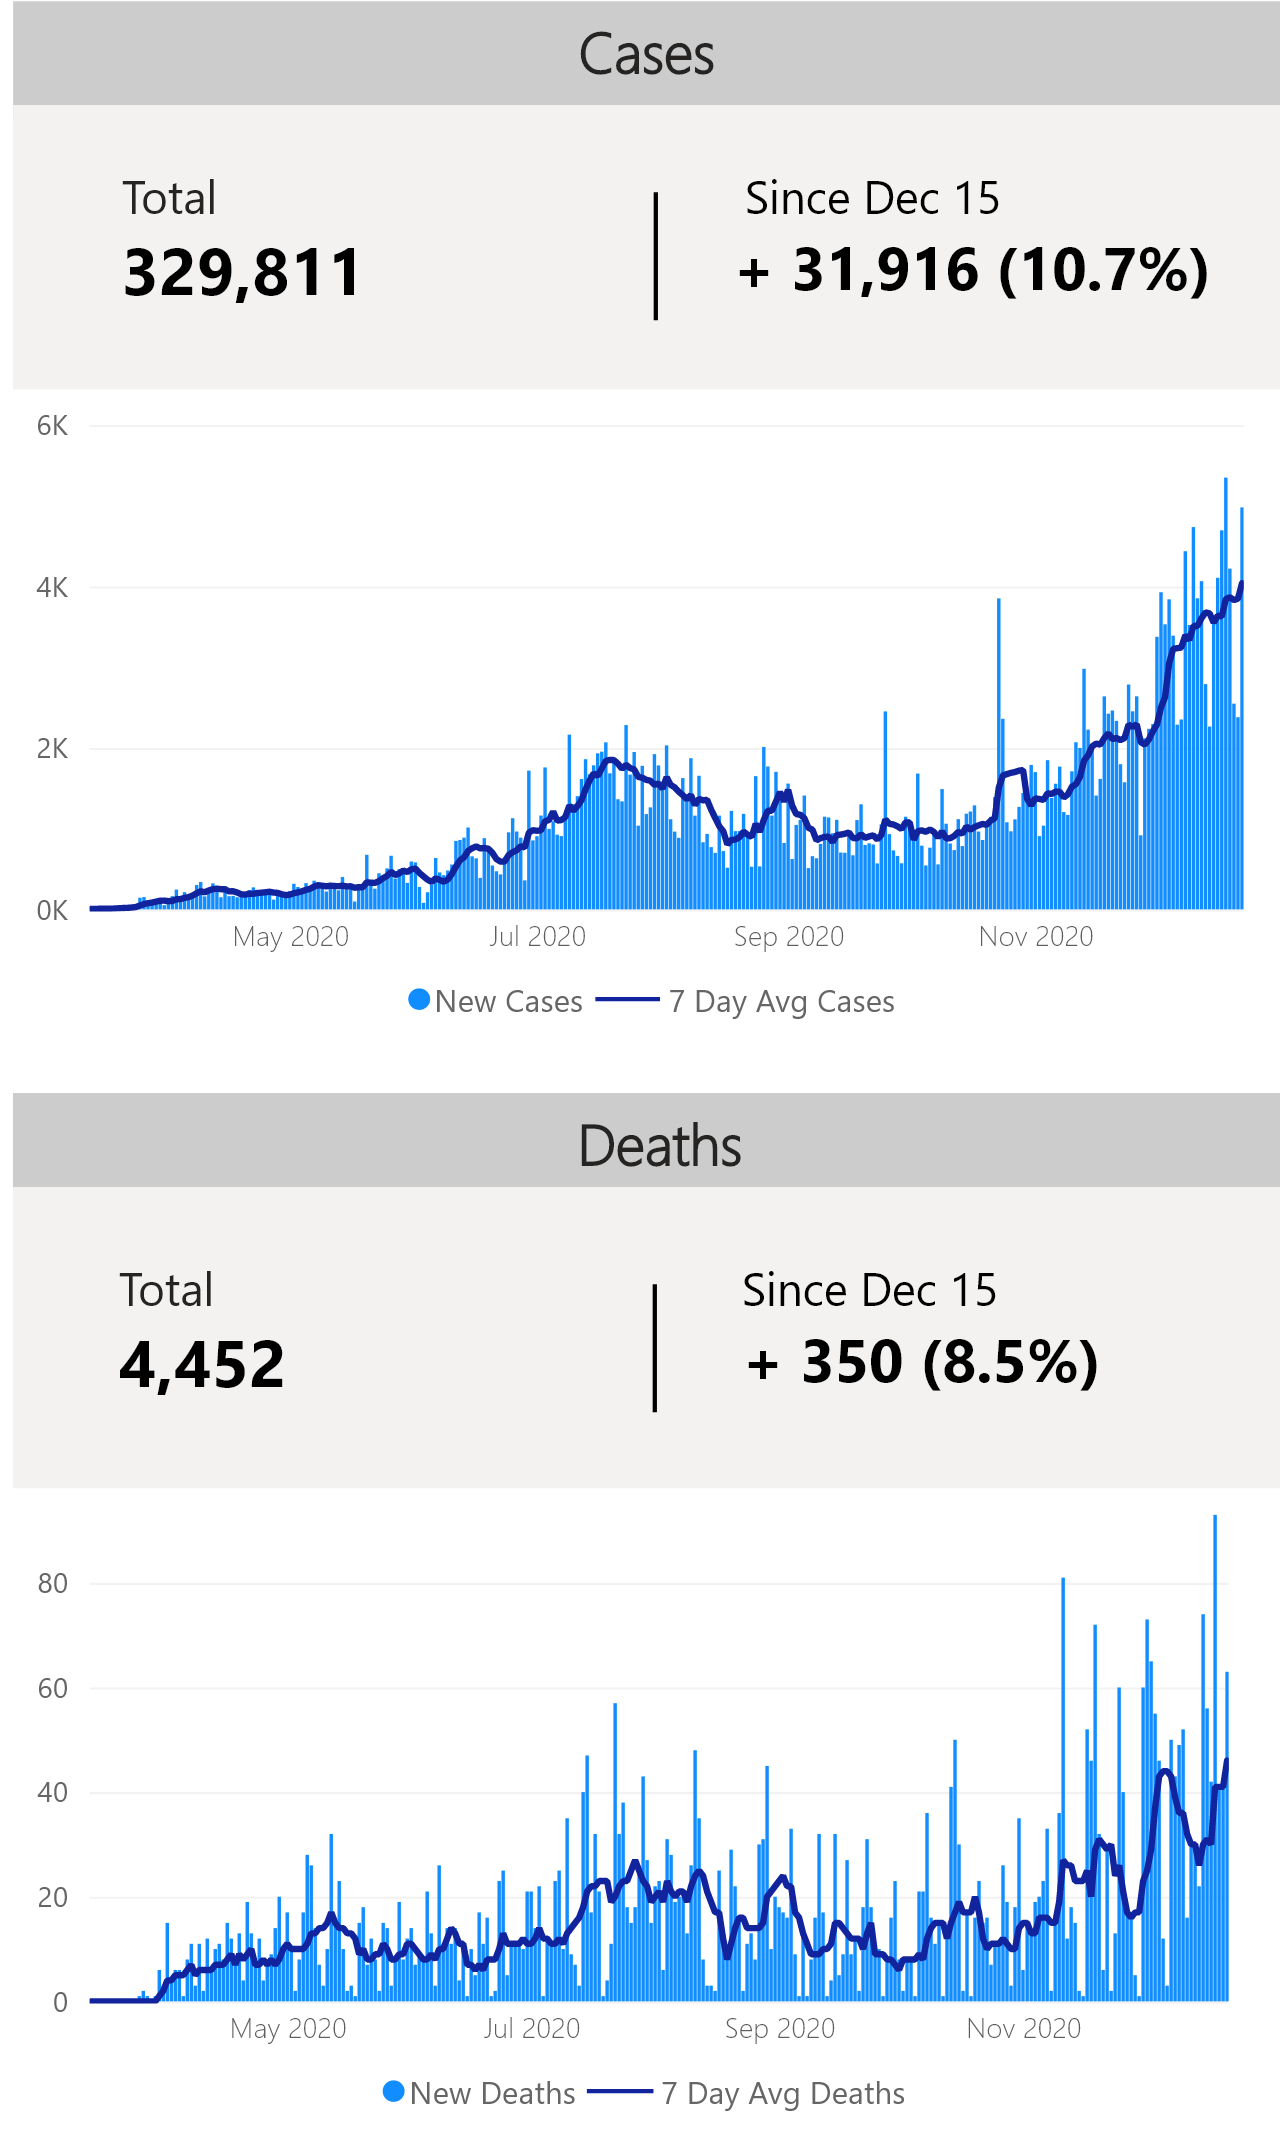 Cases
Total
Since Dec 15
329,811
+ 31,916 (10.7%)
6K
4K
2K
0K
May 2020
Jul 2020
Sep 2020
Nov 2020
New Cases
7 Day Avg Cases
Deaths
Total
Since Dec 15
4,452
+ 350 (8.5%)
80
60
40
20
0
May 2020
Jul 2020
Sep 2020
Nov 2020
New Deaths
7 Day Avg Deaths